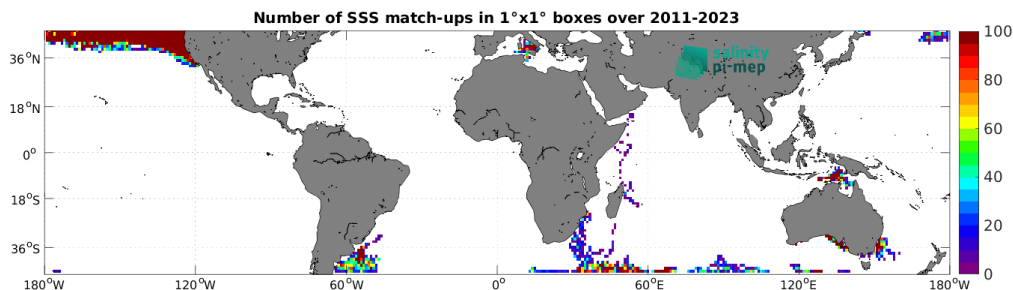 Number of SSS match-ups in 1°x1° boxes over 2011-2023
salinity
pi-mep
36°N
18°N
0°
18°S
36°S
180°W
120°W
60°W
0°
60°E
120°E
180°W
100
80
60
40
20
0